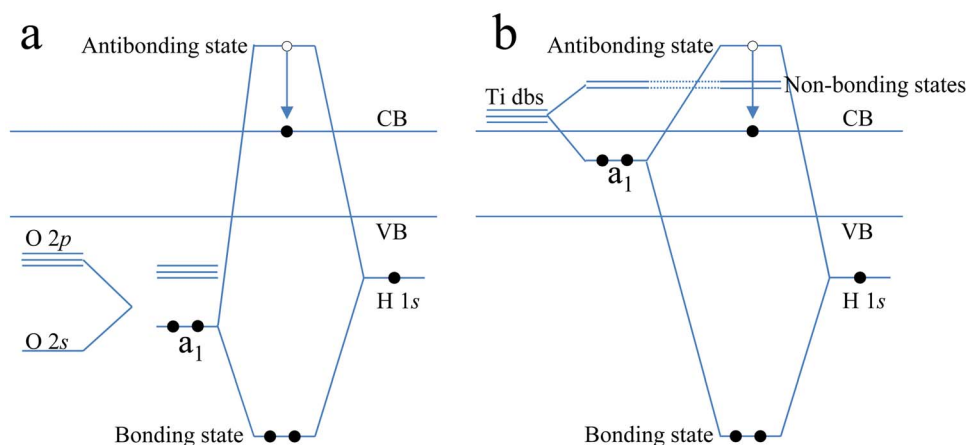 a
Antibonding state
CB
VB
O 2p
H 1s
a1
O 2s
Bonding state
b
Antibonding state
Non-bonding states
Ti dbs
CB
a1
VB
H 1s
Bonding state